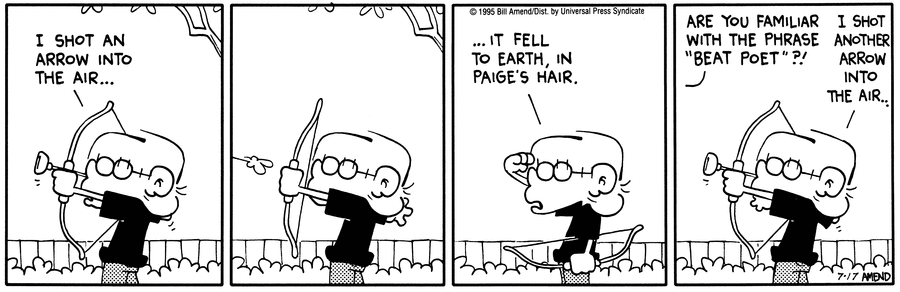 I SHOT AN
ARROW INTO
THE AIR...
© 1995 Bill Amend/Dist. by Universal Press Syndicate
...IT FELL
TO EARTH, IN
PAIGE'S HAIR.
ARE YOU FAMILIAR
WITH THE PHRASE
"BEAT POET"?!
I SHOT
ANOTHER
ARROW
INTO
THE AIR..
7-17 AMEND